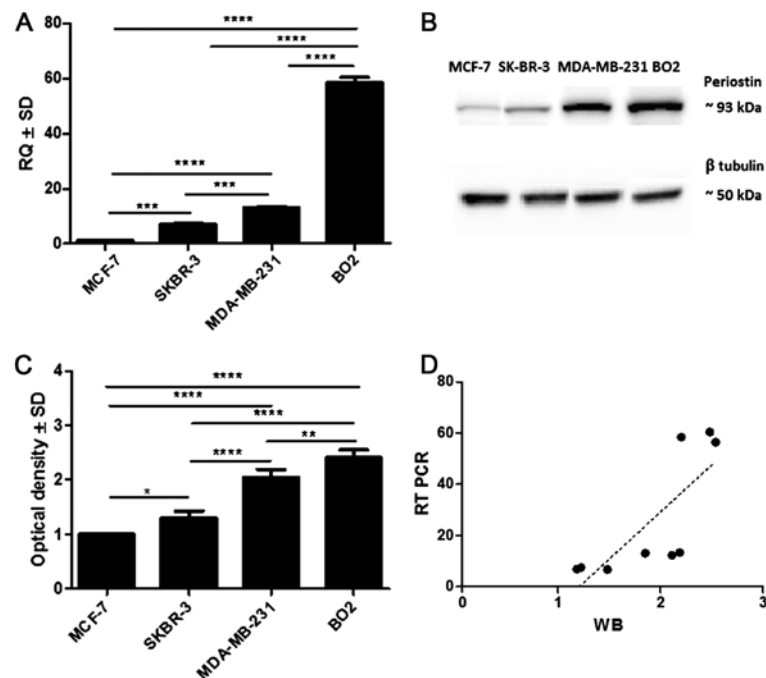 A
80
60
40
20
0
RQ ± SD
****
****
****
****
***
***
MCF-7
SKBR-3
MDA-MB-231
BO2
B
MCF-7 SK-BR-3 MDA-MB-231 BO2
Periostin
~ 93 kDa
β tubulin
~ 50 kDa
C
4
3
2
1
0
Optical density ± SD
****
****
****
**
****
*
MCF-7
SKBR-3
MDA-MB-231
BO2
D
80
60
40
20
0
RT PCR
0 1 2 3
WB